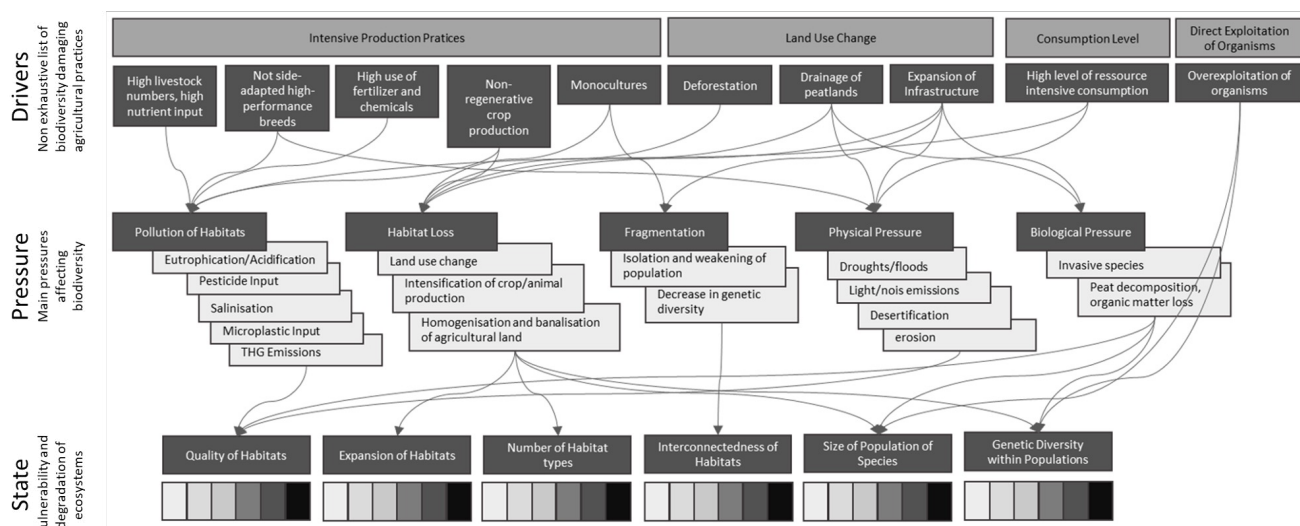 Drivers
Non exhaustive list of
biodiversity damaging
agricultural practices
Intensive Production Pratices
Land Use Change
Consumption Level
Direct Exploitation
of Organisms
High livestock
numbers, high
nutrient input
Not side-
adapted high-
performance
breeds
High use of
fertilizer and
chemicals
Non-
regenerative
crop
production
Monocultures
Deforestation
Drainage of
peatlands
Expansion of
Infrastructure
High level of ressource
intensive consumption
Overexploitation of
organisms
Pressure
Main pressures
affecting
biodiversity
Pollution of Habitats
Eutrophication/Acidification
Pesticide Input
Salinisation
Microplastic Input
THG Emissions
Habitat Loss
Land use change
Intensification of crop/animal
production
Homogenisation and banalisation
of agricultural land
Fragmentation
Isolation and weakening of
population
Decrease in genetic
diversity
Physical Pressure
Droughts/floods
Light/nois emissions
Desertification
erosion
Biological Pressure
Invasive species
Peat decomposition,
organic matter loss
State
vulnerability and
degradation of
ecosystems
Quality of Habitats
Expansion of Habitats
Number of Habitat
types
Interconnectedness of
Habitats
Size of Population of
Species
Genetic Diversity
within Populations